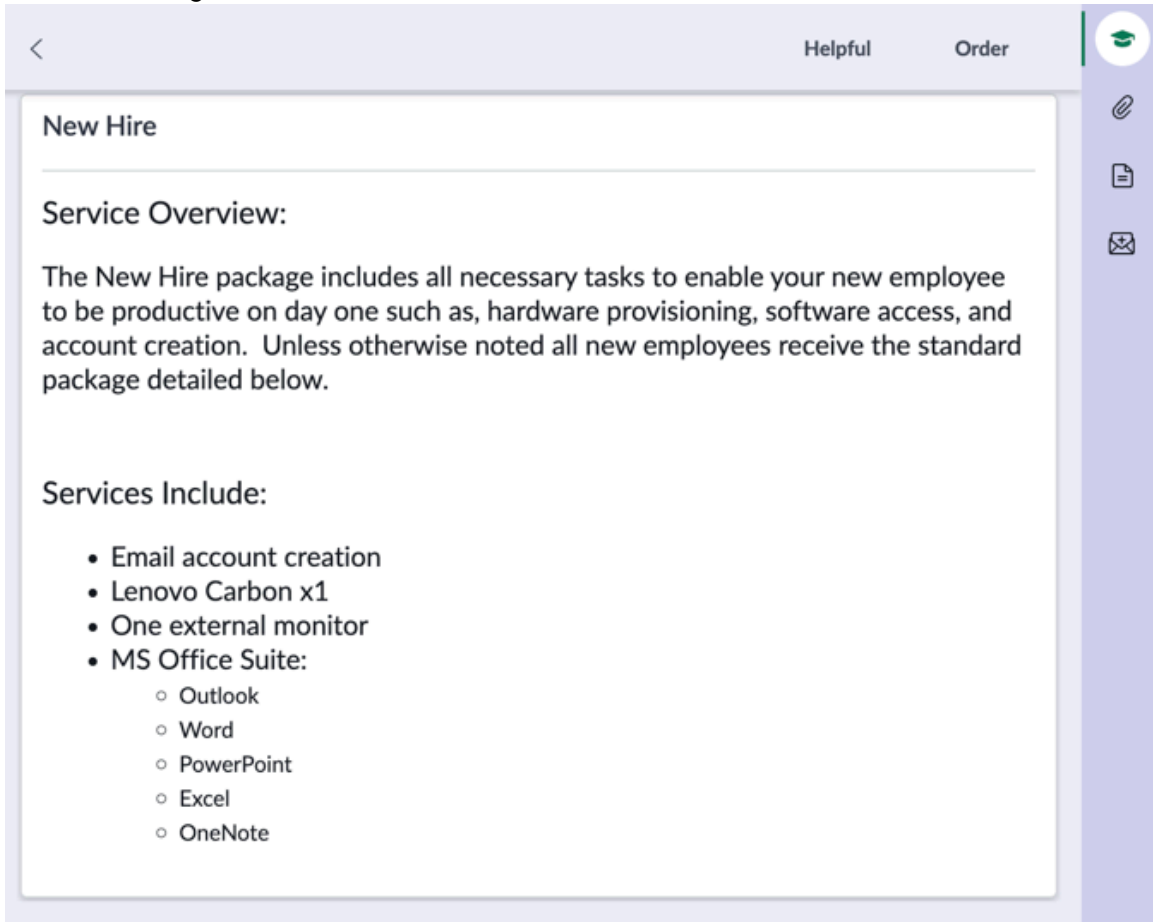 Helpful Order
New Hire
Service Overview:
The New Hire package includes all necessary tasks to enable your new employee
to be productive on day one such as, hardware provisioning, software access, and
account creation.  Unless otherwise noted all new employees receive the standard
package detailed below.
Services Include:
• Email account creation
• Lenovo Carbon x1
• One external monitor
• MS Office Suite:
◦ Outlook
◦ Word
◦ PowerPoint
◦ Excel
◦ OneNote